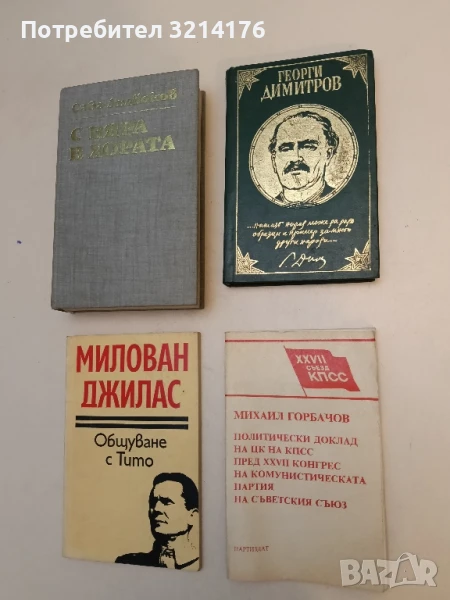 Потребител 3214176
С ВЯРА
В ХОРАТА
ГЕОРГИ
ДИМИТРОВ
МИЛОВАН
ДЖИЛАС
Общуване
с Тито
XXVII
СЪЕЗД
КПСС
МИХАИЛ ГОРБАЧОВ
ПОЛИТИЧЕСКИ ДОКЛАД
НА ЦК НА КПСС
ПРЕД XXVII КОНГРЕС
НА КОМУНИСТИЧЕСКАТА
ПАРТИЯ
НА СЪВЕТСКИЯ СЪЮЗ
ПАРТИЗДАТ
BAZAR